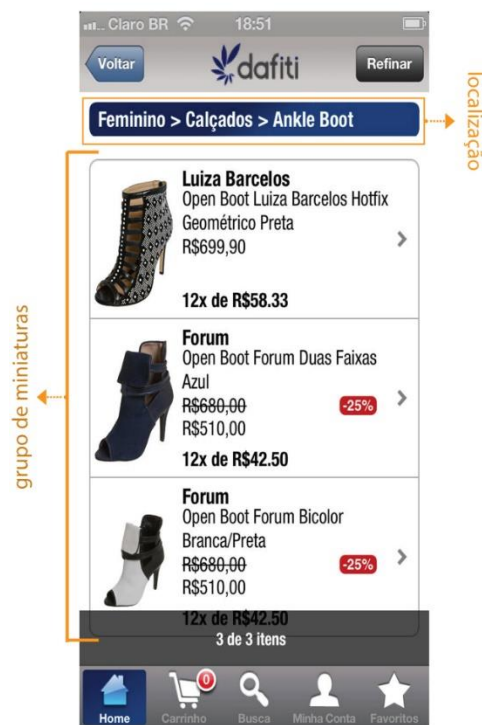 Claro BR 18:51
Voltar
dafiti
Refinar
Feminino > Calçados > Ankle Boot
localização
grupo de miniaturas
Luiza Barcelos
Open Boot Luiza Barcelos Hotfix
Geométrico Preta
R$699,90
12x de R$58.33
Forum
Open Boot Forum Duas Faixas
Azul
R$680,00
-25%
R$510,00
12x de R$42.50
Forum
Open Boot Forum Bicolor
Branca/Preta
R$680,00
-25%
R$510,00
12x de R$42.50
3 de 3 itens
0
Home Carrinho Busca Minha Conta Favoritos